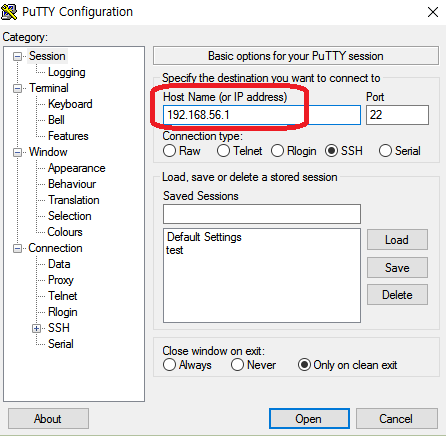 PuTTY Configuration
Category:
Session
Logging
Terminal
Keyboard
Bell
Features
Window
Appearance
Behaviour
Translation
Selection
Colours
Connection
Data
Proxy
Telnet
Rlogin
SSH
Serial
Basic options for your PuTTY session
Specify the destination you want to connect to
Host Name (or IP address) Port
192.168.56.1 22
Connection type:
Raw Telnet Rlogin SSH Serial
Load, save or delete a stored session
Saved Sessions
Default Settings
test
Load
Save
Delete
Close window on exit:
Always Never Only on clean exit
About Open Cancel